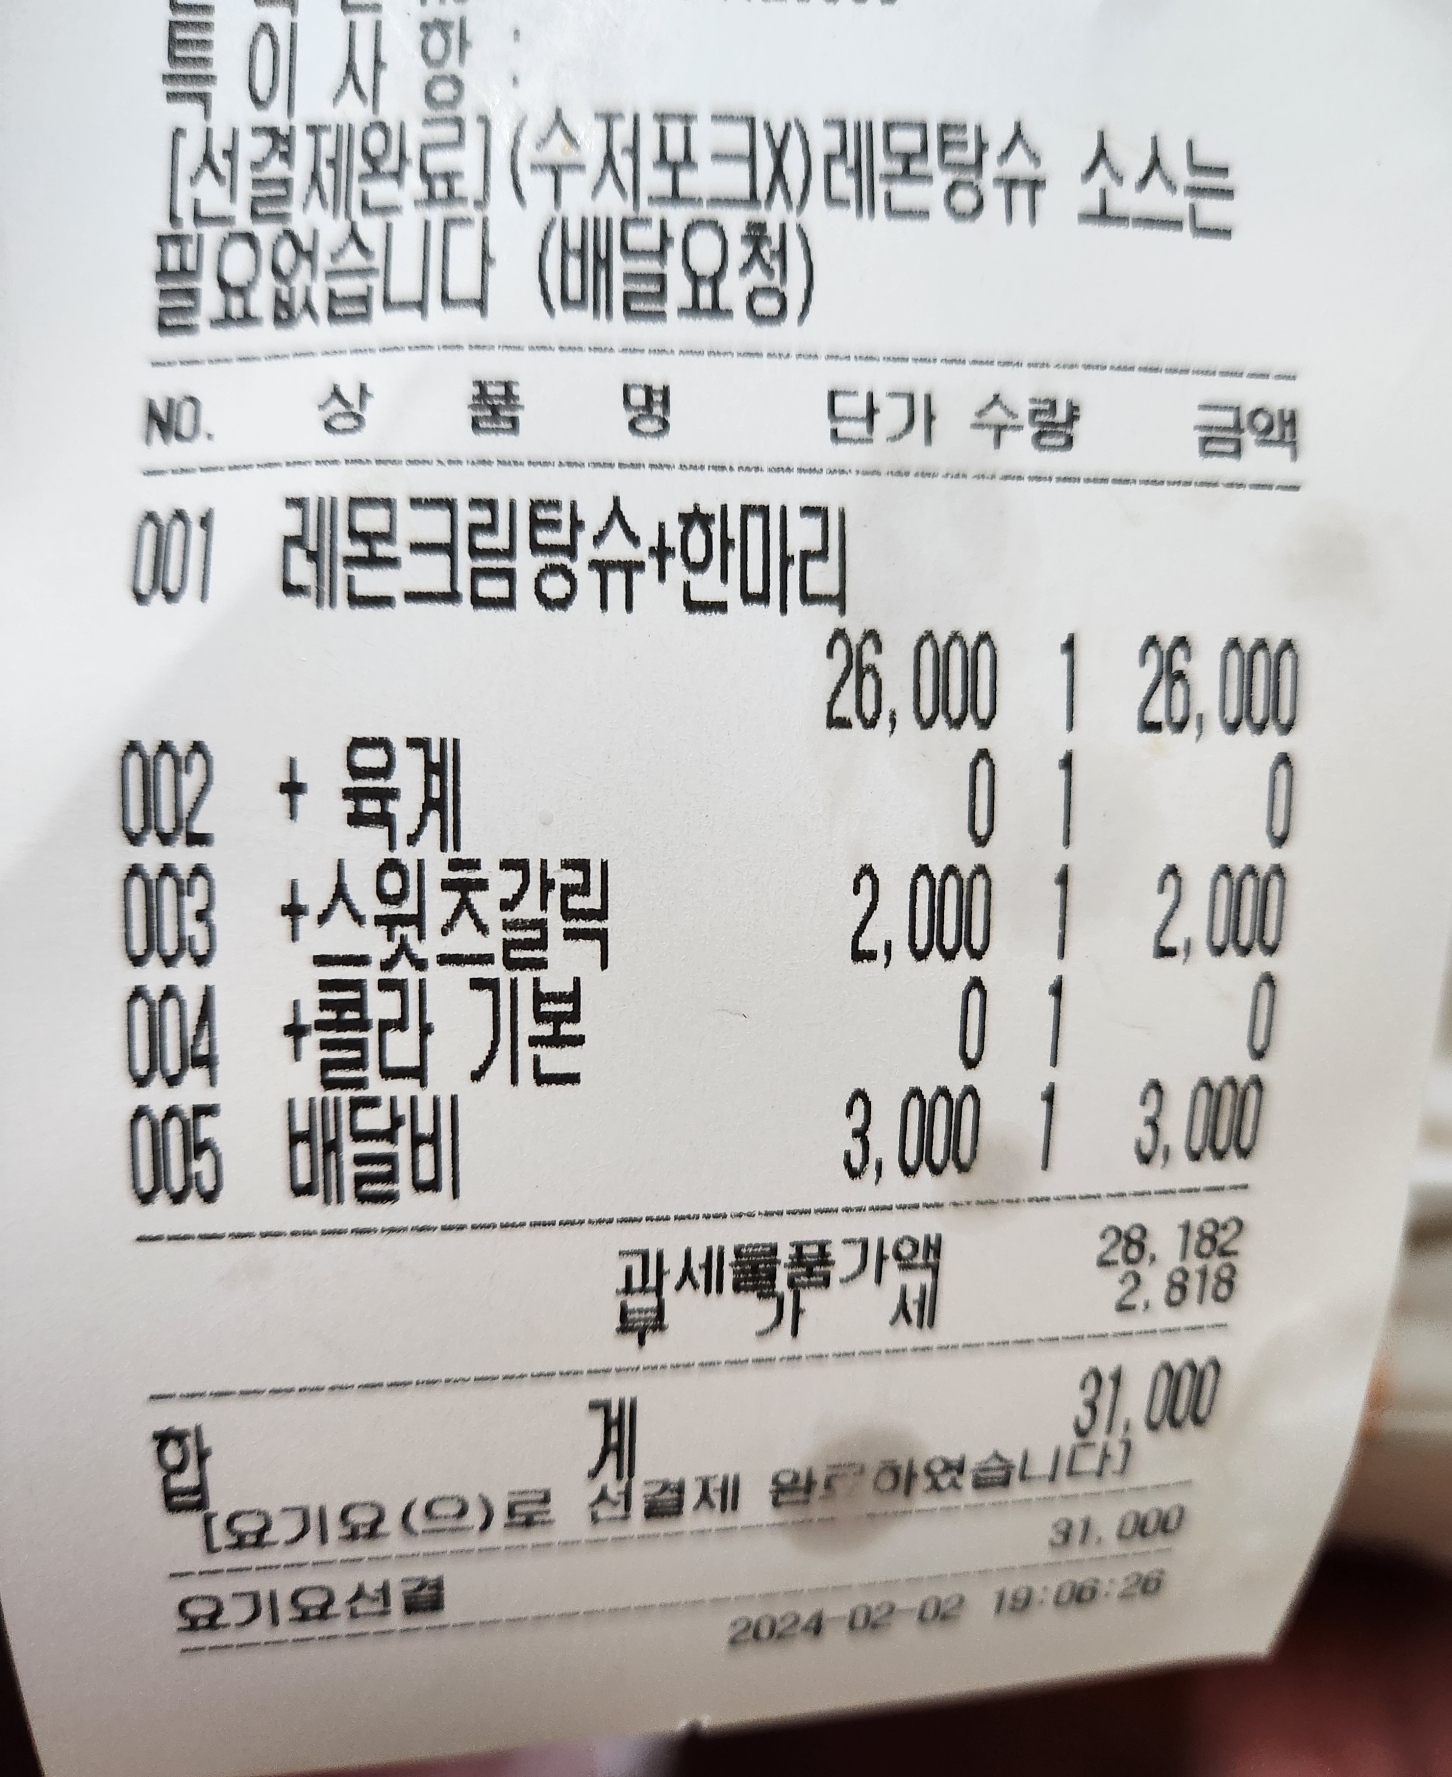 특 이 사 항 :
[선결제완료](수저포크X)레몬탕슈 소스는
필요없습니다 (배달요청)
NO. 상 품 명 단가 수량 금액
001 레몬크림탕슈+한마리
26,000 1 26,000
002 + 육계 0 1 0
003 +스윗츠갈릭 2,000 1 2,000
004 +콜라 기본 0 1 0
005 배달비 3,000 1 3,000
과세물품가액 28,182
부 가 세 2,818
합 계 31,000
[요기요(으)로 선결제 완료하였습니다]
요기요선결 31,000
2024-02-02 19:06:26